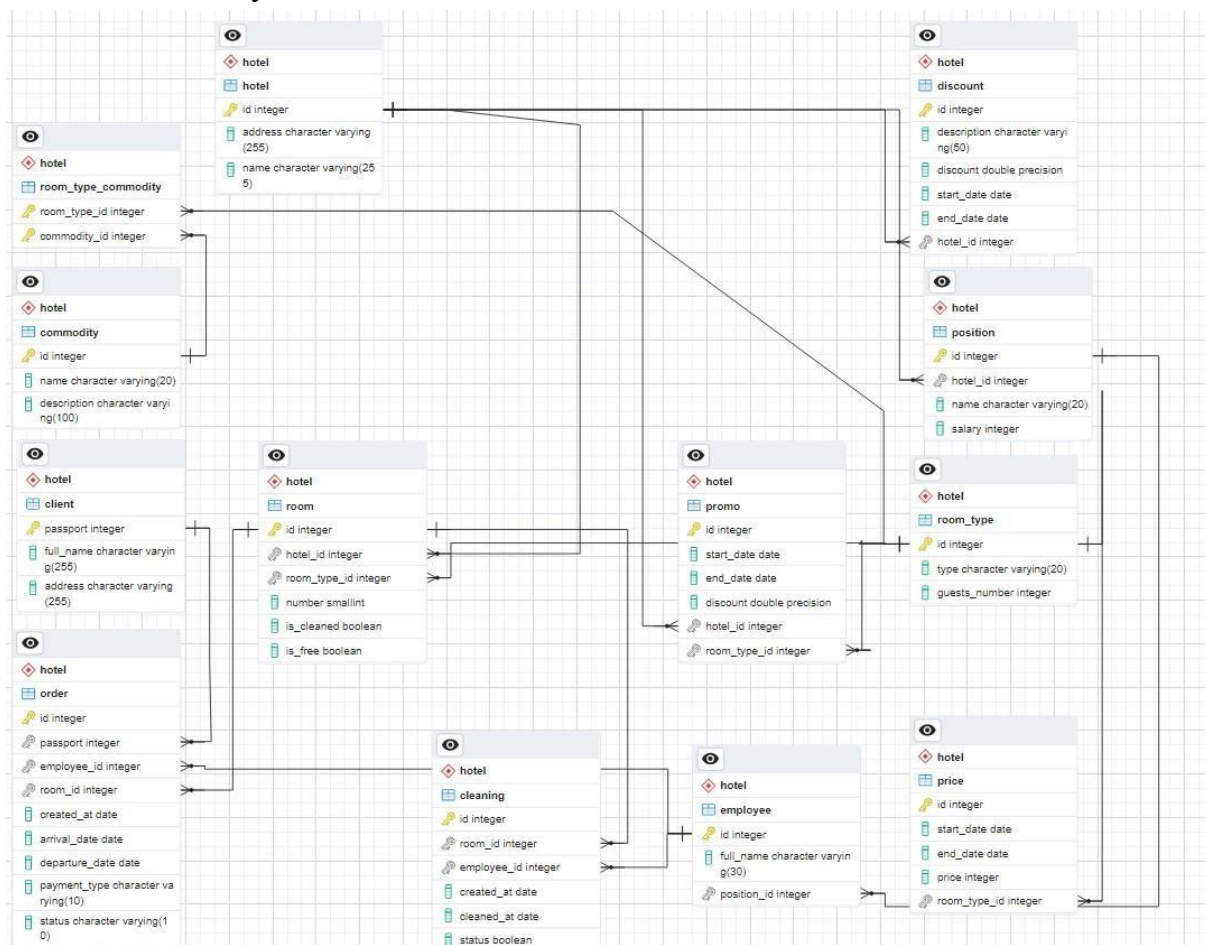 hotel
hotel
id integer
address character varying
(255)
name character varying(25
5)
hotel
discount
id integer
description character varyi
ng(50)
discount double precision
start_date date
end_date date
hotel_id integer
hotel
room_type_commodity
room_type_id integer
commodity_id integer
hotel
commodity
id integer
name character varying(20)
description character varyi
ng(100)
hotel
position
id integer
hotel_id integer
name character varying(20)
salary integer
hotel
client
passport integer
full_name character varyin
g(255)
address character varying
(255)
hotel
room
id integer
hotel_id integer
room_type_id integer
number smallint
is_cleaned boolean
is_free boolean
hotel
promo
id integer
start_date date
end_date date
discount double precision
hotel_id integer
room_type_id integer
hotel
room_type
id integer
type character varying(20)
guests_number integer
hotel
order
id integer
passport integer
employee_id integer
room_id integer
created_at date
arrival_date date
departure_date date
payment_type character va
rying(10)
status character varying(1
0)
hotel
cleaning
id integer
room_id integer
employee_id integer
created_at date
cleaned_at date
status boolean
hotel
employee
id integer
full_name character varyin
g(30)
position_id integer
hotel
price
id integer
start_date date
end_date date
price integer
room_type_id integer